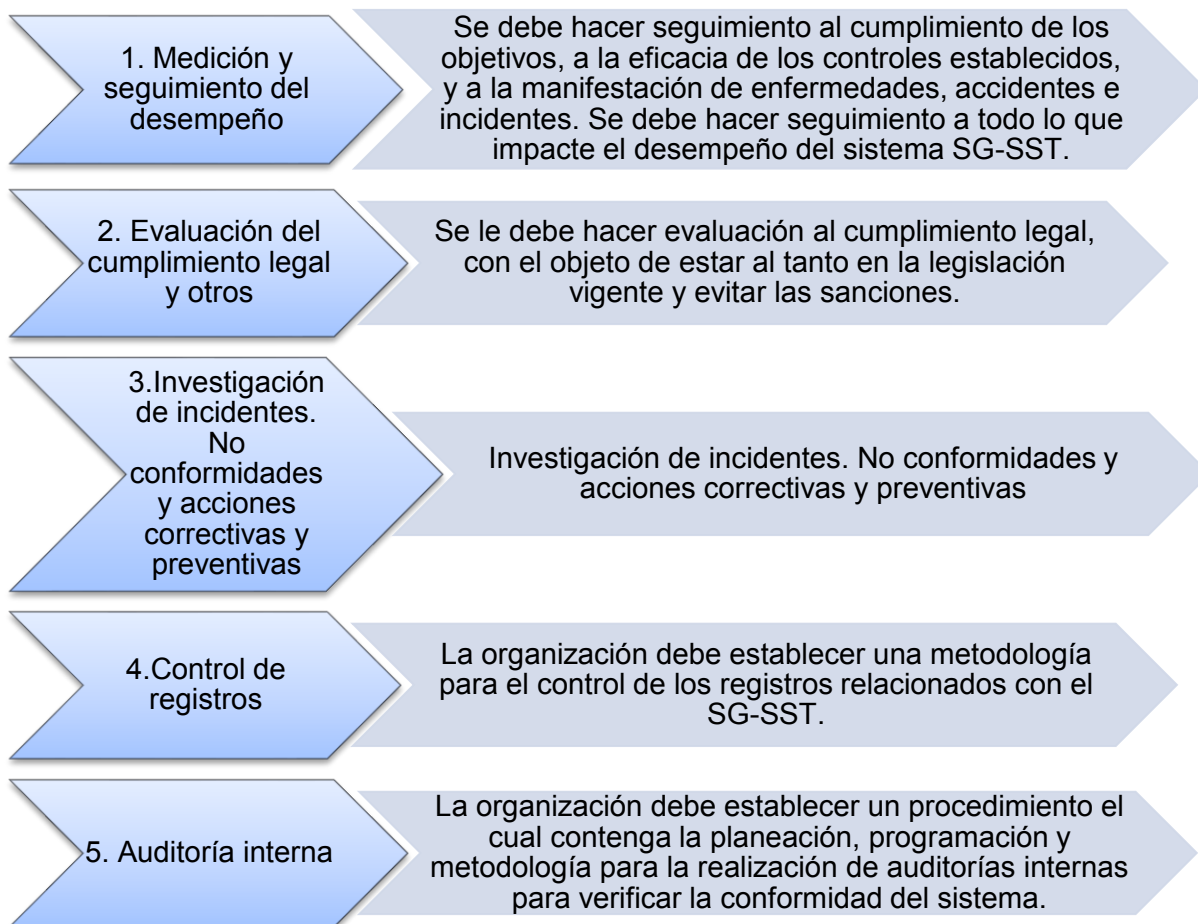 1. Medición y
seguimiento del
desempeño
Se debe hacer seguimiento al cumplimiento de los
objetivos, a la eficacia de los controles establecidos,
y a la manifestación de enfermedades, accidentes e
incidentes. Se debe hacer seguimiento a todo lo que
impacte el desempeño del sistema SG-SST.
2. Evaluación del
cumplimiento legal
y otros
Se le debe hacer evaluación al cumplimiento legal,
con el objeto de estar al tanto en la legislación
vigente y evitar las sanciones.
3.Investigación
de incidentes.
No
conformidades
y acciones
correctivas y
preventivas
Investigación de incidentes. No conformidades y
acciones correctivas y preventivas
4.Control de
registros
La organización debe establecer una metodología
para el control de los registros relacionados con el
SG-SST.
5. Auditoría interna
La organización debe establecer un procedimiento el
cual contenga la planeación, programación y
metodología para la realización de auditorías internas
para verificar la conformidad del sistema.